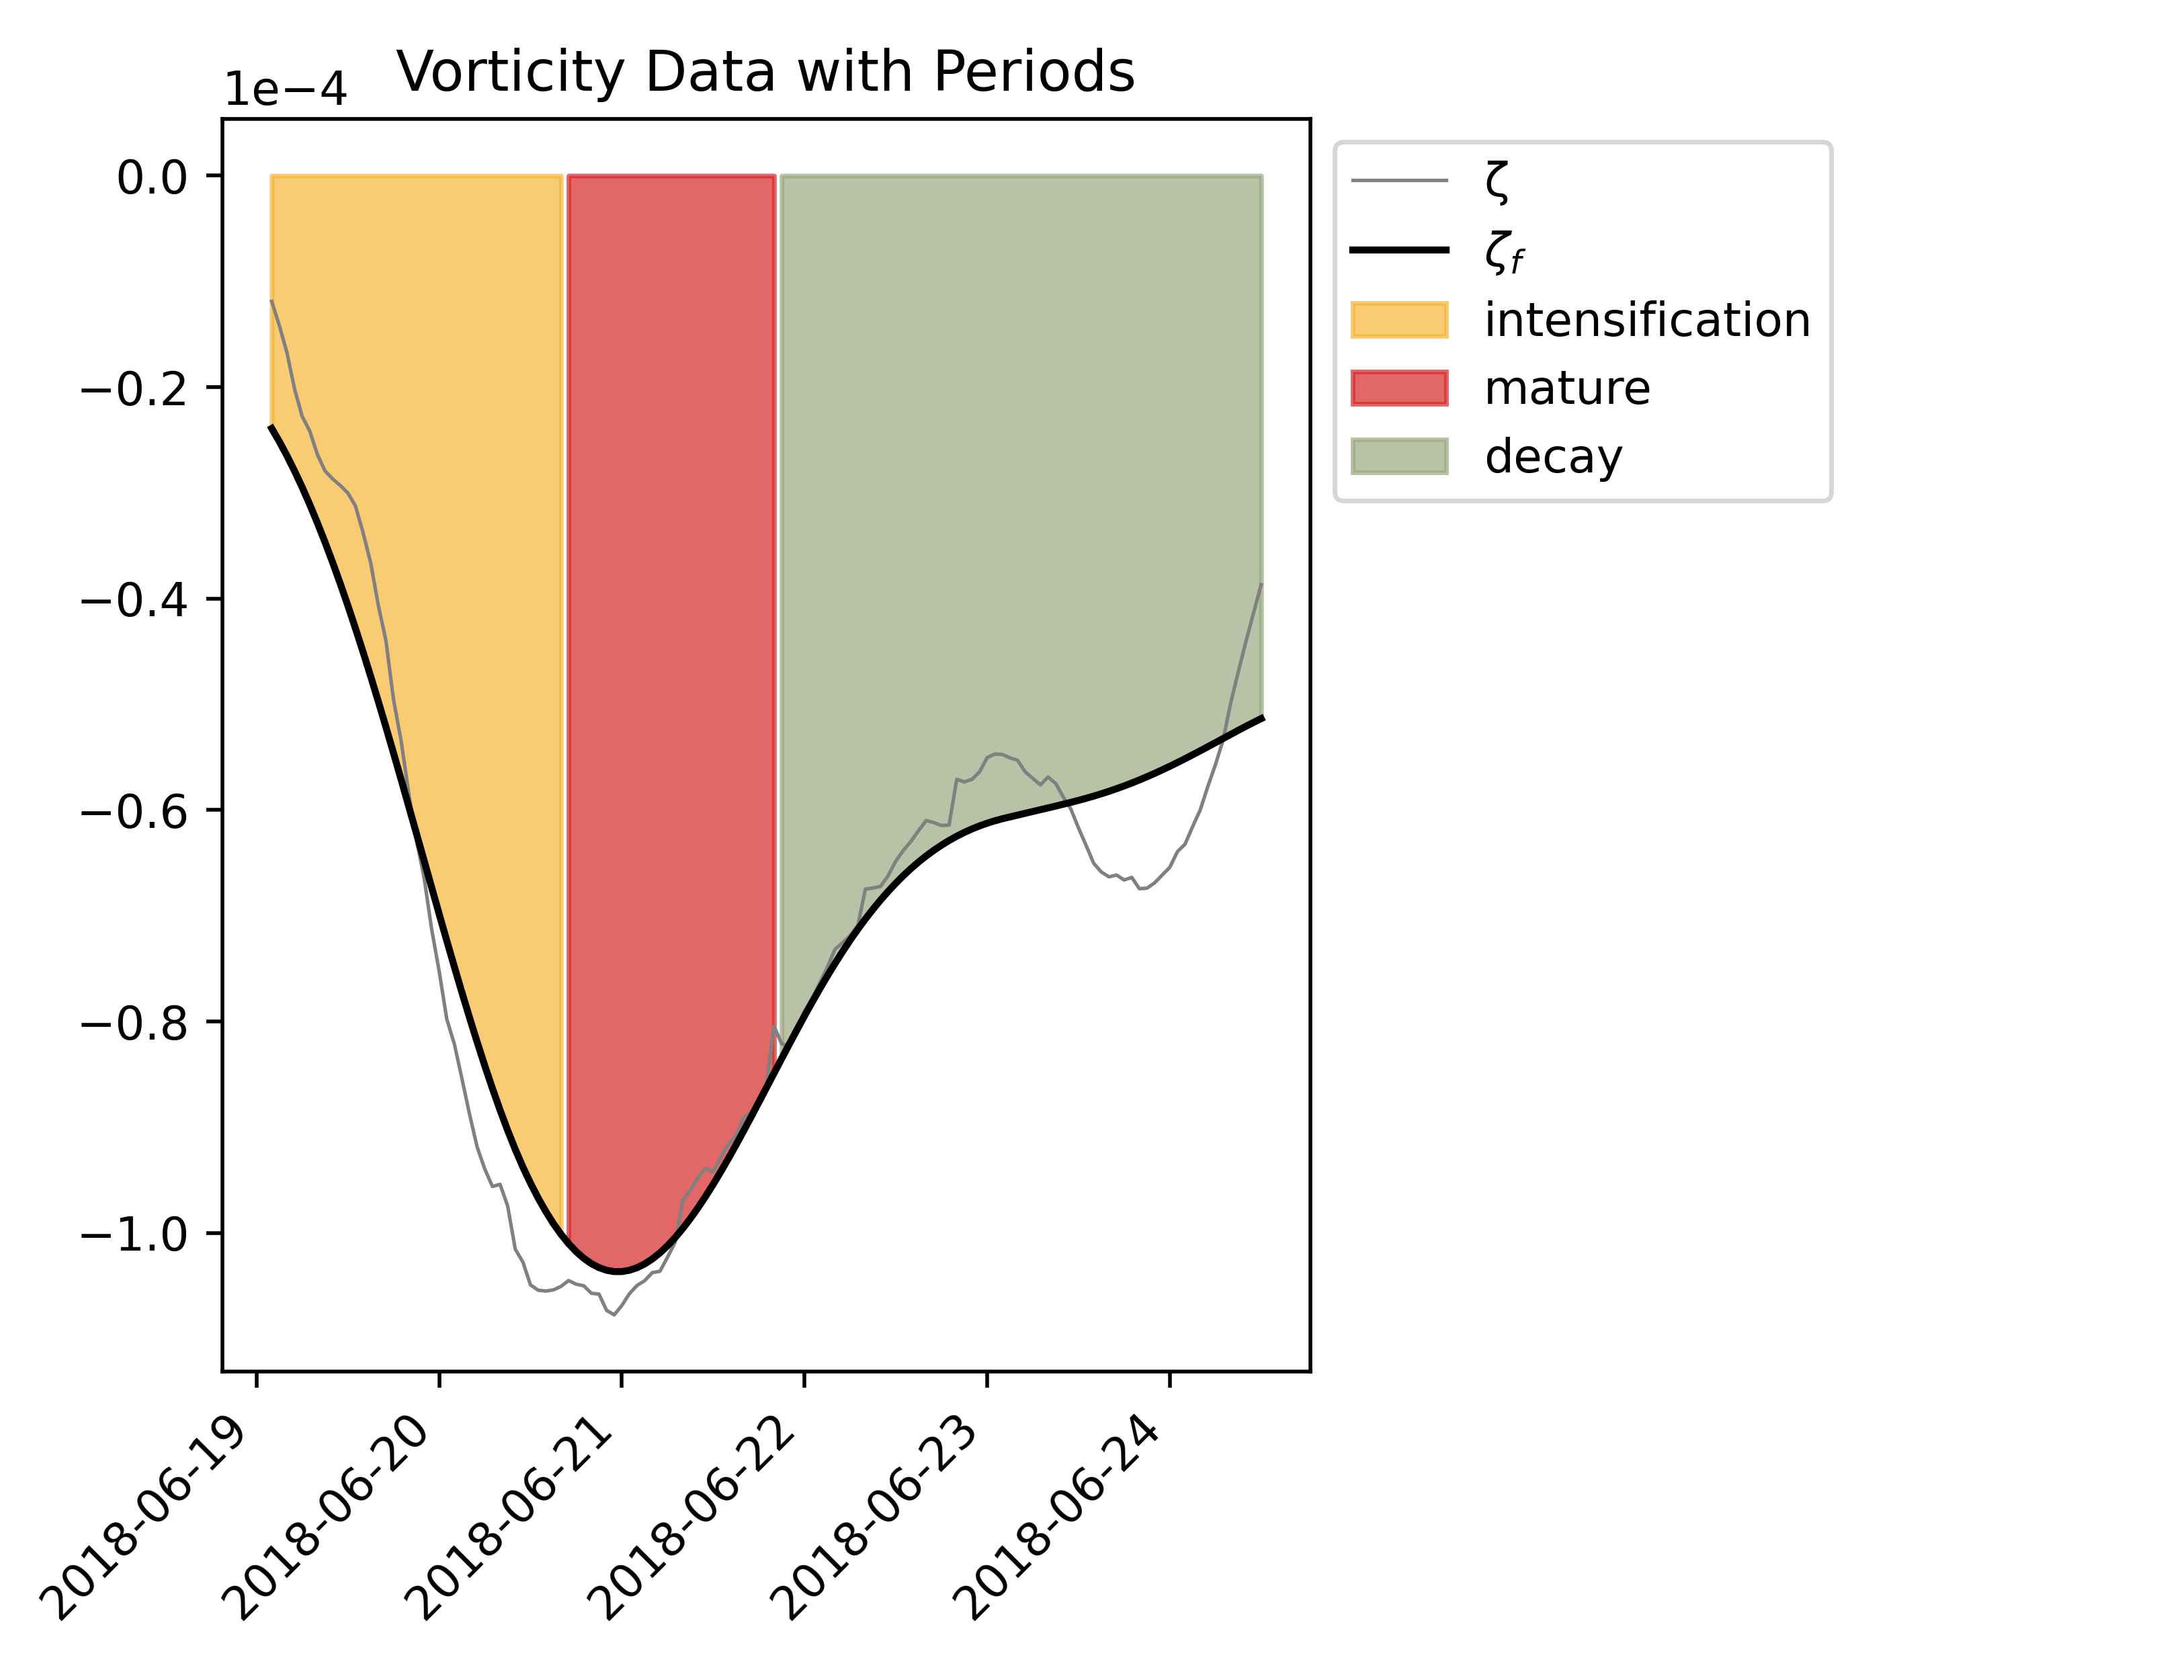 Vorticity Data with Periods
1e−4
0.0
−0.2
−0.4
−0.6
−0.8
−1.0
2018-06-19
2018-06-20
2018-06-21
2018-06-22
2018-06-23
2018-06-24
ζ
ζf
intensification
mature
decay